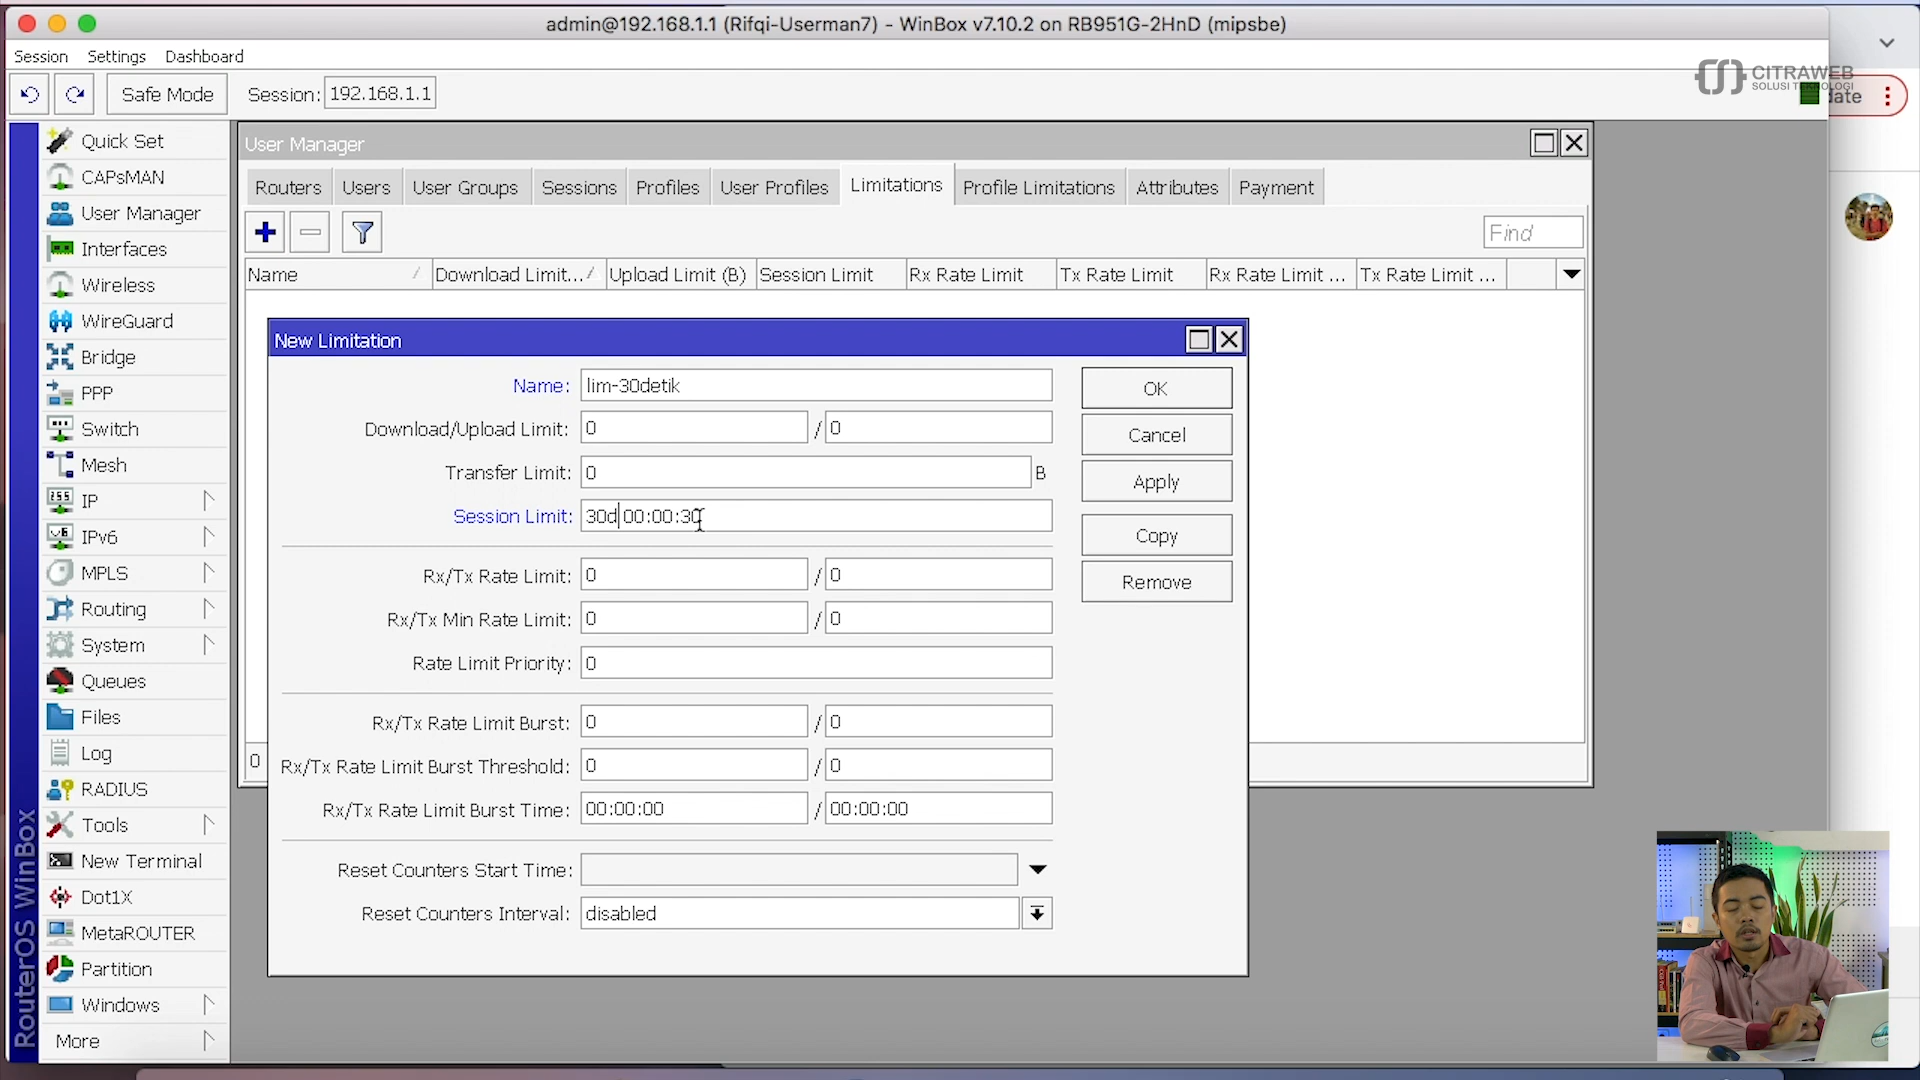 admin@192.168.1.1 (Rifqi-Userman7) - WinBox v7.10.2 on RB951G-2HnD (mipsbe)
Session Settings Dashboard
Safe Mode Session: 192.168.1.1
CITRAWEB
SOLUSI TEKNOLOGI
date
Quick Set
CAPsMAN
User Manager
Interfaces
Wireless
WireGuard
Bridge
PPP
Switch
Mesh
IP
IPv6
MPLS
Routing
System
Queues
Files
Log
RADIUS
Tools
New Terminal
Dot1X
MetaROUTER
Partition
Windows
More
RouterOS WinBox
User Manager
Routers Users User Groups Sessions Profiles User Profiles Limitations Profile Limitations Attributes Payment
Find
Name Download Limit... Upload Limit (B) Session Limit Rx Rate Limit Tx Rate Limit Rx Rate Limit ... Tx Rate Limit ...
0
New Limitation
Name: lim-30detik
Download/Upload Limit: 0 / 0
Transfer Limit: 0 B
Session Limit: 30d 00:00:30
Rx/Tx Rate Limit: 0 / 0
Rx/Tx Min Rate Limit: 0 / 0
Rate Limit Priority: 0
Rx/Tx Rate Limit Burst: 0 / 0
Rx/Tx Rate Limit Burst Threshold: 0 / 0
Rx/Tx Rate Limit Burst Time: 00:00:00 / 00:00:00
Reset Counters Start Time:
Reset Counters Interval: disabled
OK
Cancel
Apply
Copy
Remove